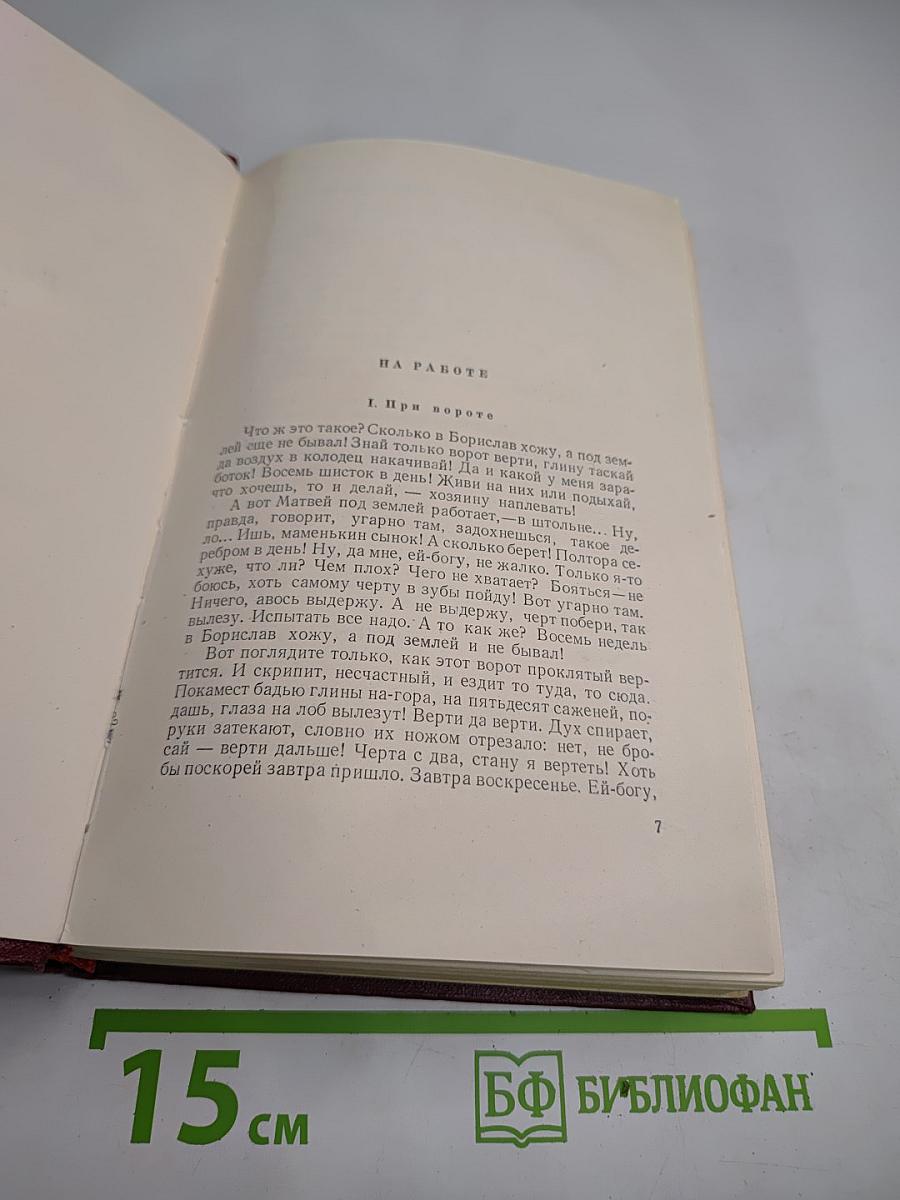 НА РАБОТЕ
I. При вороте
Что ж это такое? Сколько в Борислав хожу, а под зем-
лей еще не бывал! Знай только ворот верти, глину таскай
да воздух в колодец накачивай! Да и какой у меня зара-
боток! Восемь шисток в день! Живи на них или подыхай,
что хочешь, то и делай, — хозяину наплевать!
А вот Матвей под землей работает,—в штольне... Ну,
правда, говорит, угарно там, задохнешься, такое де-
ло... Ишь, маменькин сынок! А сколько берет! Полтора се-
ребром в день! Ну, да мне, ей-богу, не жалко. Только я-то
хуже, что ли? Чем плох? Чего не хватает? Бояться—не
боюсь, хоть самому черту в зубы пойду! Вот угарно там.
Ничего, авось выдержу. А не выдержу, черт побери, так
вылезу. Испытать все надо. А то как же? Восемь недель
в Борислав хожу, а под землей и не бывал!
Вот поглядите только, как этот ворот проклятый вер-
тится. И скрипит, несчастный, и ездит то туда, то сюда.
Покамест бадью глины на-гора, на пятьдесят саженей, по-
дашь, глаза на лоб вылезут! Верти да верти. Дух спирает,
руки затекают, словно их ножом отрезало: нет, не бро-
сай — верти дальше! Черта с два, стану я вертеть! Хоть
бы поскорей завтра пришло. Завтра воскресенье. Ей-богу,
7
15 см
БФ БИБЛИОФАН